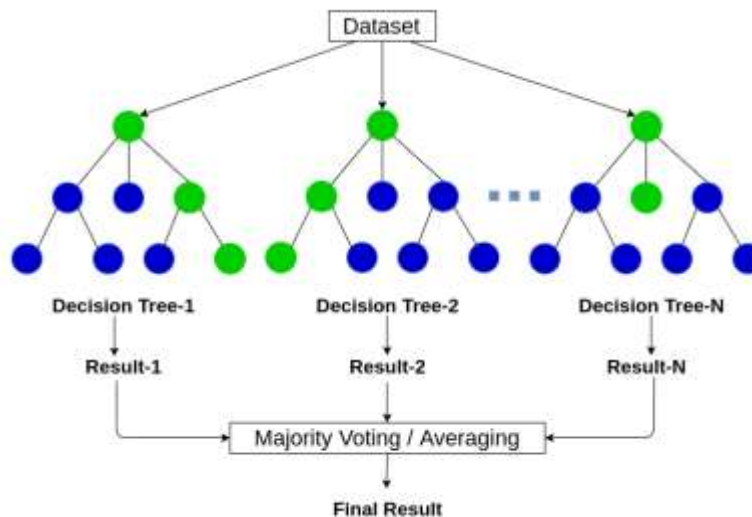 Dataset
Decision Tree-1
Decision Tree-2
Decision Tree-N
Result-1
Result-2
Result-N
Majority Voting / Averaging
Final Result